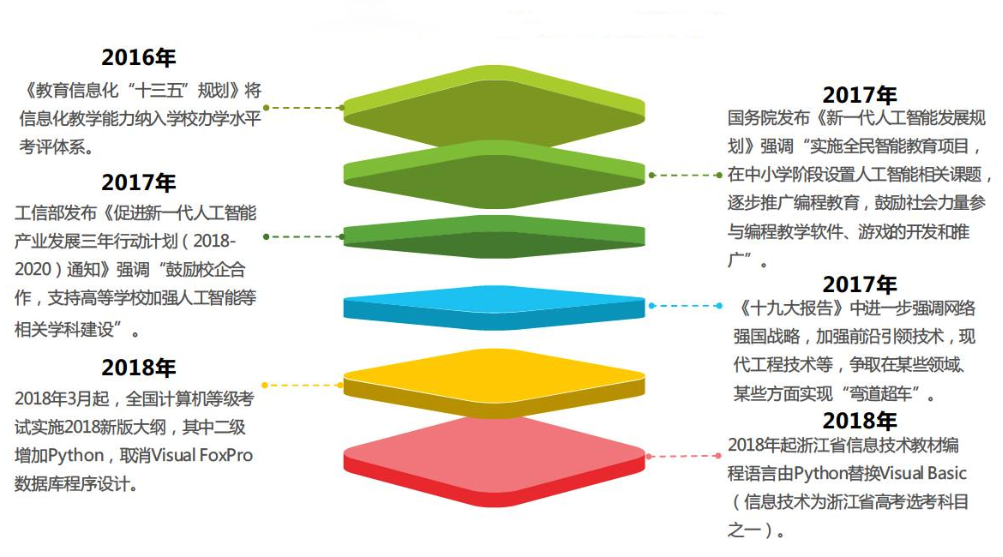 2016年
《教育信息化“十三五”规划》将
信息化教学能力纳入学校办学水平
考评体系。
2017年
国务院发布《新一代人工智能发展规
划》强调“实施全民智能教育项目，
在中小学阶段设置人工智能相关课题，
逐步推广编程教育，鼓励社会力量参
与编程教学软件、游戏的开发和推
广”。
2017年
工信部发布《促进新一代人工智能
产业发展三年行动计划（2018-
2020）通知》强调“鼓励校企合
作，支持高等学校加强人工智能等
相关学科建设”。
2017年
《十九大报告》中进一步强调网络
强国战略，加强前沿引领技术，现
代工程技术等，争取在某些领域、
某些方面实现“弯道超车”。
2018年
2018年3月起，全国计算机等级考
试实施2018新版大纲，其中二级
增加Python，取消Visual FoxPro
数据库程序设计。
2018年
2018年起浙江省信息技术教材编
程语言由Python替换Visual Basic
（信息技术为浙江省高考选考科目
之一）。